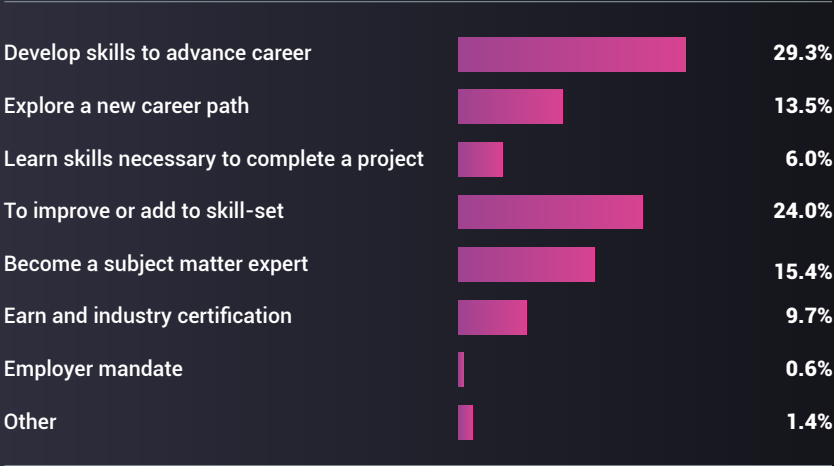 Develop skills to advance career 29.3%
Explore a new career path 13.5%
Learn skills necessary to complete a project 6.0%
To improve or add to skill-set 24.0%
Become a subject matter expert 15.4%
Earn and industry certification 9.7%
Employer mandate 0.6%
Other 1.4%